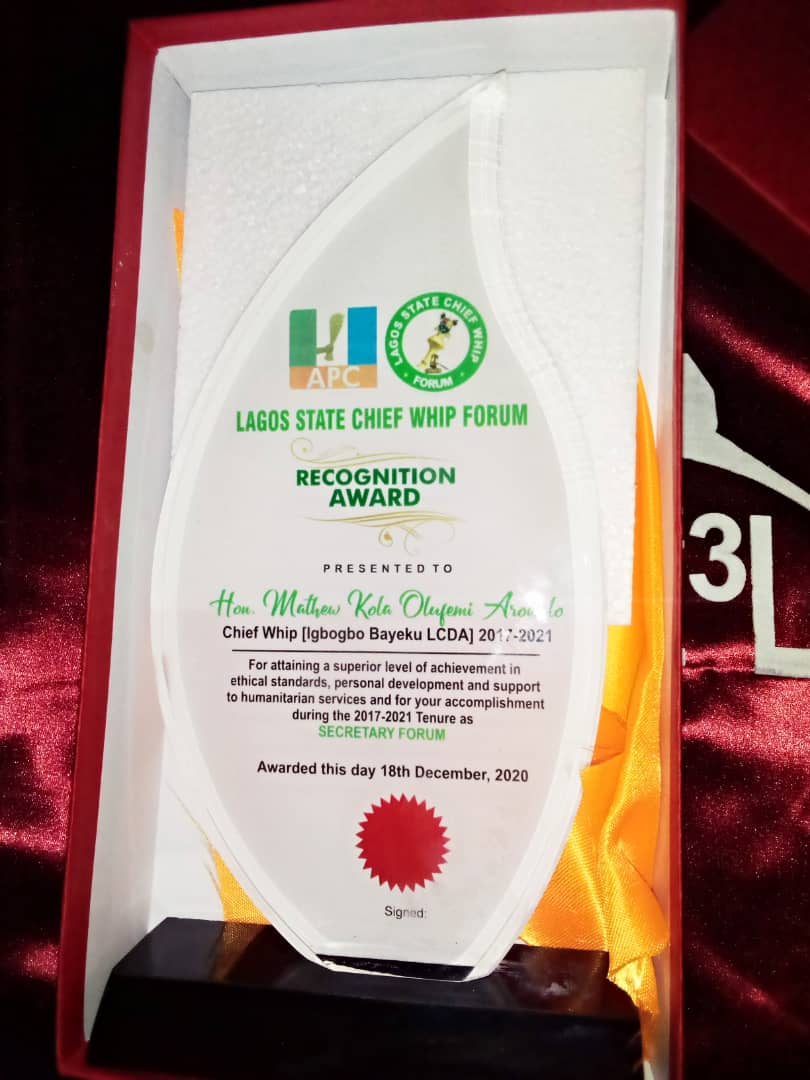 APC
LAGOS STATE CHIEF WHIP
FORUM
LAGOS STATE CHIEF WHIP FORUM
RECOGNITION
AWARD
PRESENTED TO
Hon. Mathew Kola Olufemi
Chief Whip [Igbogbo Bayeku LCDA] 2017-2021
For attaining a superior level of achievement in
ethical standards, personal development and support
to humanitarian services and for your accomplishment
during the 2017-2021 Tenure as
SECRETARY FORUM
Awarded this day 18th December, 2020
Signed:
3L